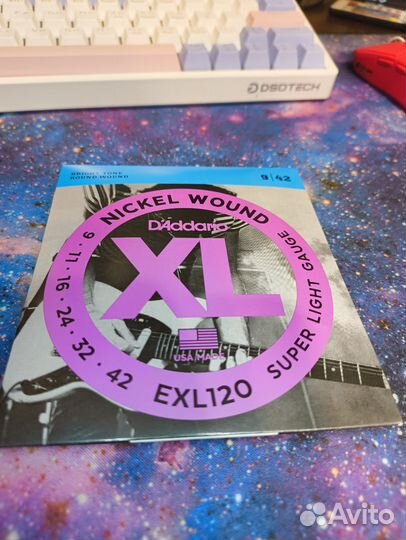 DSOTECH
BRIGHT TONE
ROUND WOUND
9 | 42
NICKEL WOUND
D'Addario
XL
USA MADE
9 · 11 · 16 · 24 · 32 · 42
EXL120
SUPER LIGHT GAUGE
Avito